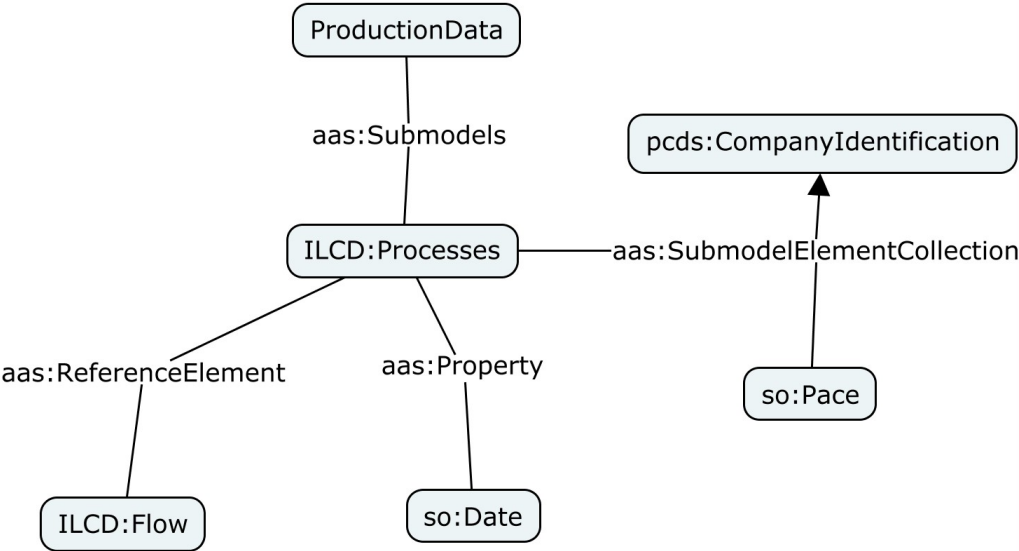 ProductionData
aas:Submodels
pcds:CompanyIdentification
ILCD:Processes
aas:SubmodelElementCollection
aas:ReferenceElement
aas:Property
so:Pace
ILCD:Flow
so:Date